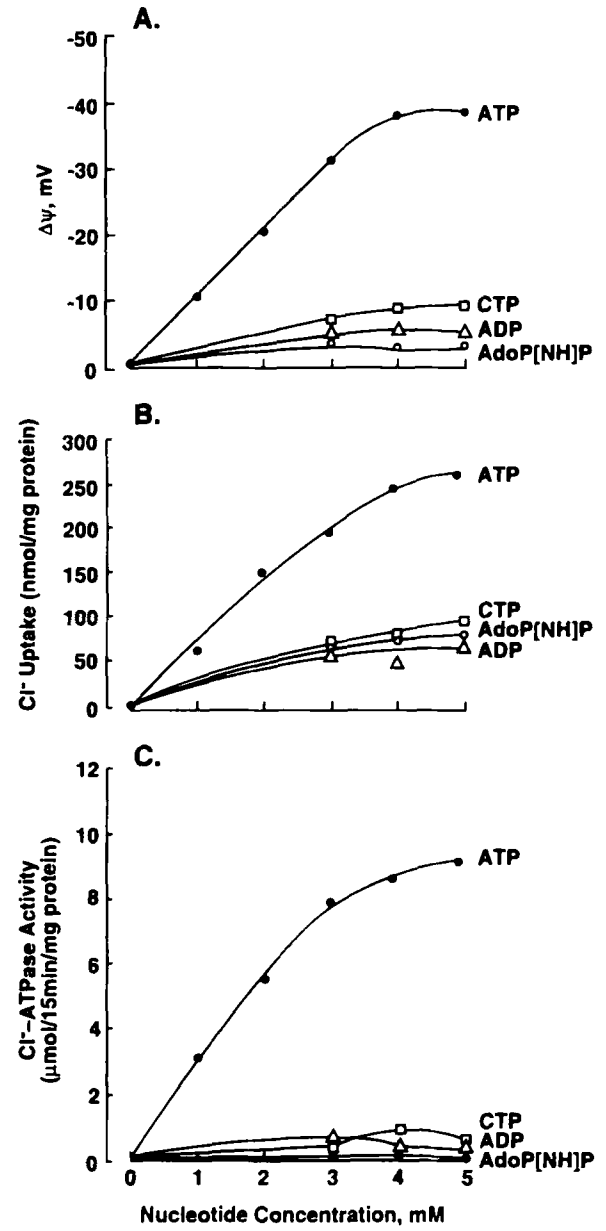 A.
-50
-40
-30
-20
-10
0
Δψ, mV
ATP
CTP
ADP
AdoP[NH]P
B.
300
250
200
150
100
50
0
Cl⁻ Uptake (nmol/mg protein)
ATP
CTP
AdoP[NH]P
ADP
C.
12
10
8
6
4
2
0
Cl⁻–ATPase Activity
(μmol/15min/mg protein)
ATP
CTP
ADP
AdoP[NH]P
0 1 2 3 4 5
Nucleotide Concentration, mM